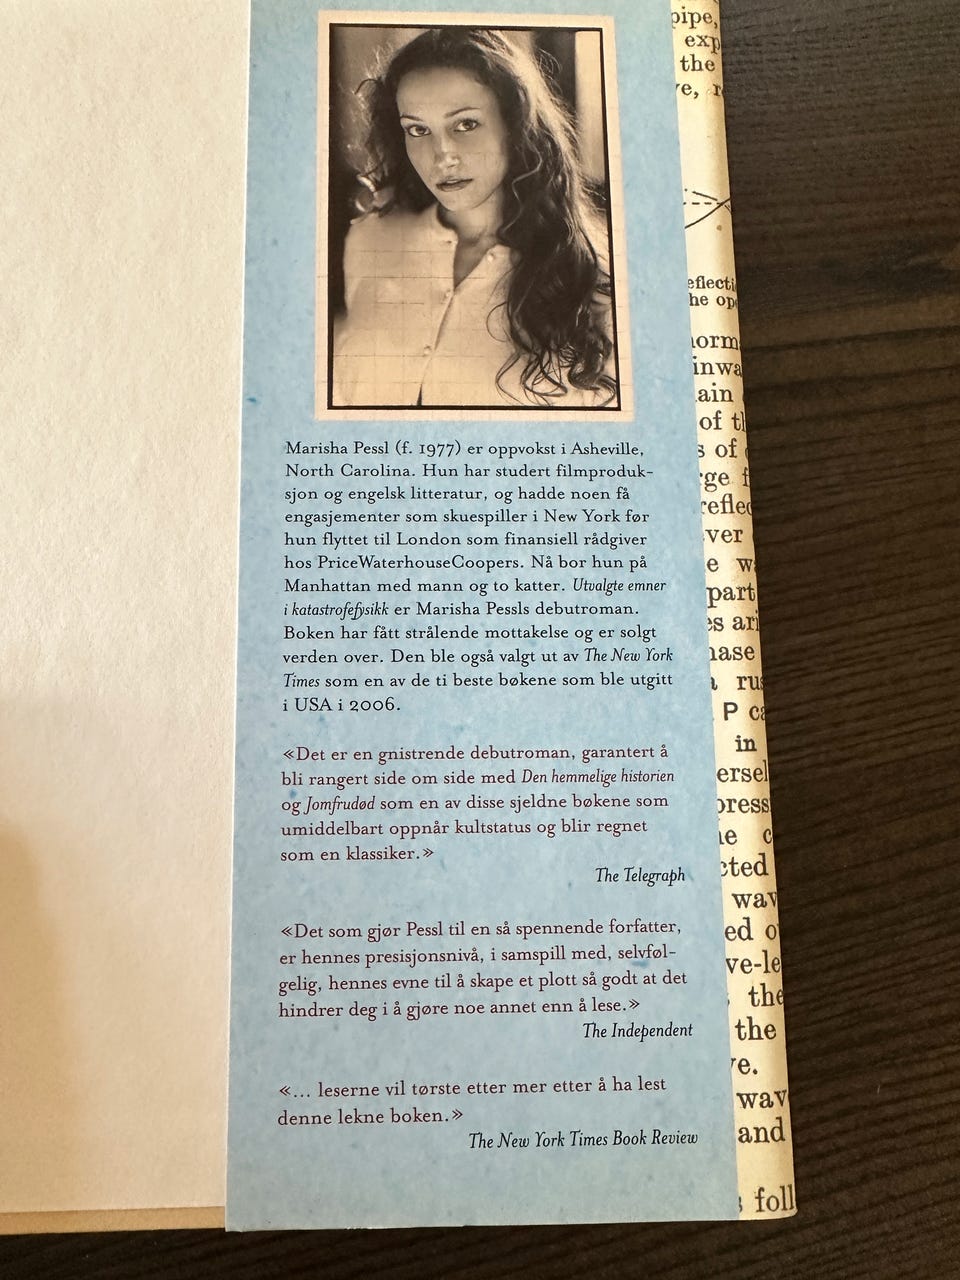 Marisha Pessl (f. 1977) er oppvokst i Asheville,
North Carolina. Hun har studert filmproduk-
sjon og engelsk litteratur, og hadde noen få
engasjementer som skuespiller i New York før
hun flyttet til London som finansiell rådgiver
hos PriceWaterhouseCoopers. Nå bor hun på
Manhattan med mann og to katter. Utvalgte emner
i katastrofefysikk er Marisha Pessls debutroman.
Boken har fått strålende mottakelse og er solgt
verden over. Den ble også valgt ut av The New York
Times som en av de ti beste bøkene som ble utgitt
i USA i 2006.
«Det er en gnistrende debutroman, garantert å
bli rangert side om side med Den hemmelige historien
og Jomfrudød som en av disse sjeldne bøkene som
umiddelbart oppnår kultstatus og blir regnet
som en klassiker.»
The Telegraph
«Det som gjør Pessl til en så spennende forfatter,
er hennes presisjonsnivå, i samspill med, selvføl-
gelig, hennes evne til å skape et plott så godt at det
hindrer deg i å gjøre noe annet enn å lese.»
The Independent
«... leserne vil tørste etter mer etter å ha lest
denne lekne boken.»
The New York Times Book Review
pipe,
the
of
of
in
the
the
and